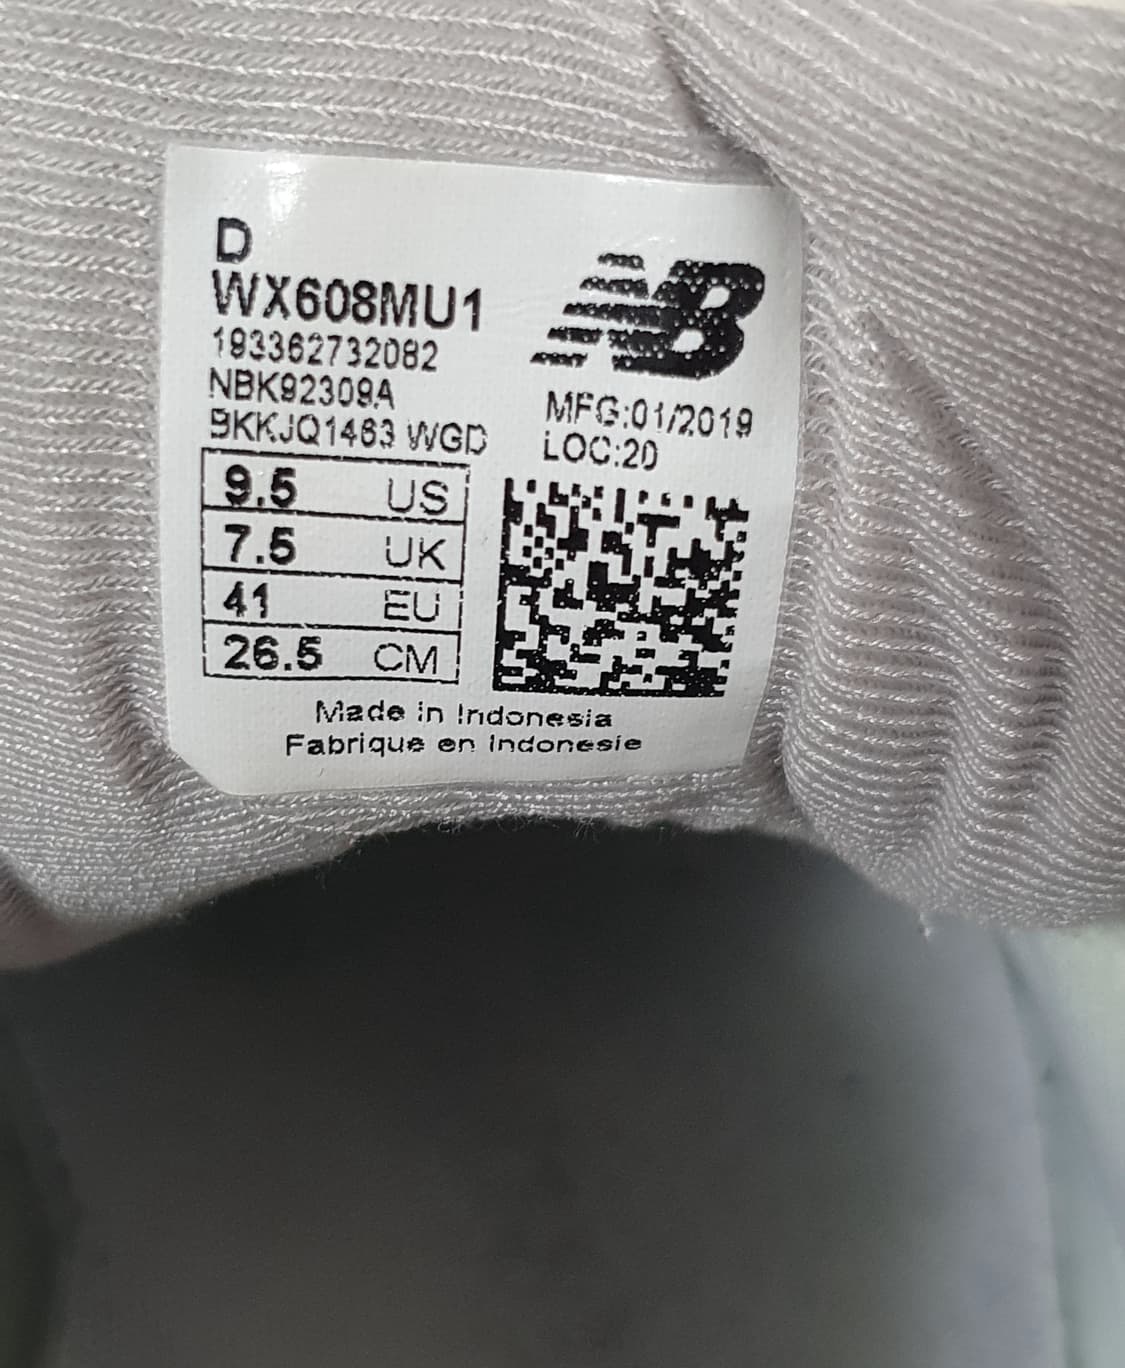 D
WX608MU1
193362732082
NBK92309A
9KKJQ1463 WGD
NB
MFG:01/2019
LOC:20
9.5 US
7.5 UK
41 EU
26.5 CM
Made in Indonesia
Fabrique en Indonesie